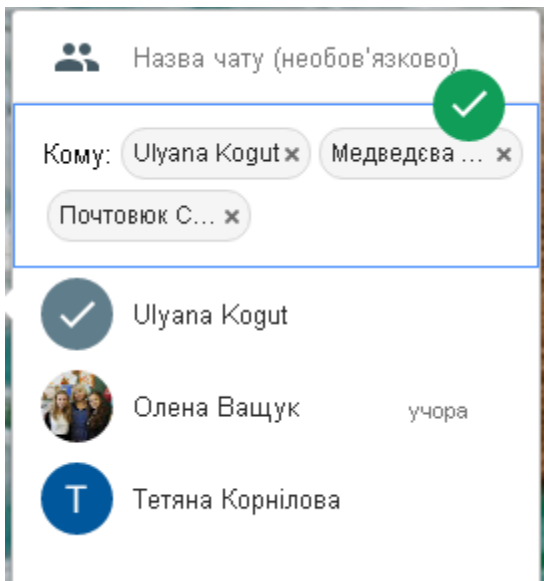 Назва чату (необов'язково)
Кому: Ulyana Kogut × Медведєва ... ×
Почтовюк С... ×
Ulyana Kogut
Олена Ващук учора
Т Тетяна Корнілова